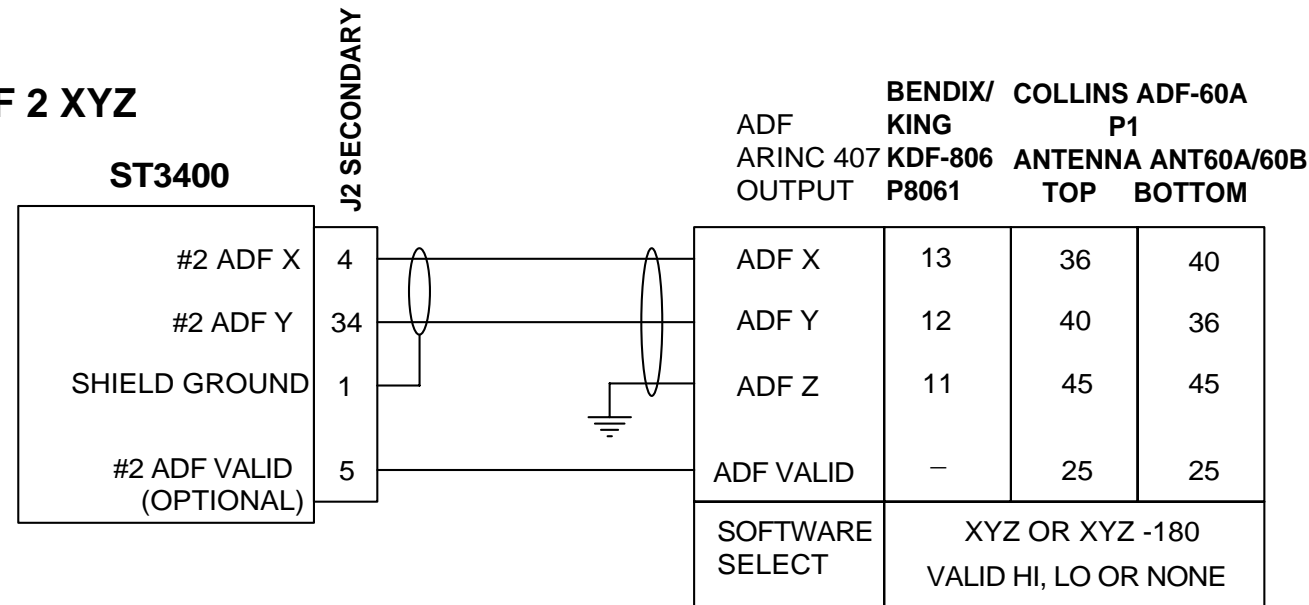 F 2 XYZ
ST3400
J2 SECONDARY
#2 ADF X 4
#2 ADF Y 34
SHIELD GROUND 1
#2 ADF VALID 5
(OPTIONAL)
ADF
ARINC 407
OUTPUT
BENDIX/
KING
KDF-806
P8061
COLLINS ADF-60A
P1
ANTENNA ANT60A/60B
TOP BOTTOM
ADF X 13 36 40
ADF Y 12 40 36
ADF Z 11 45 45
ADF VALID – 25 25
SOFTWARE
SELECT
XYZ OR XYZ -180
VALID HI, LO OR NONE